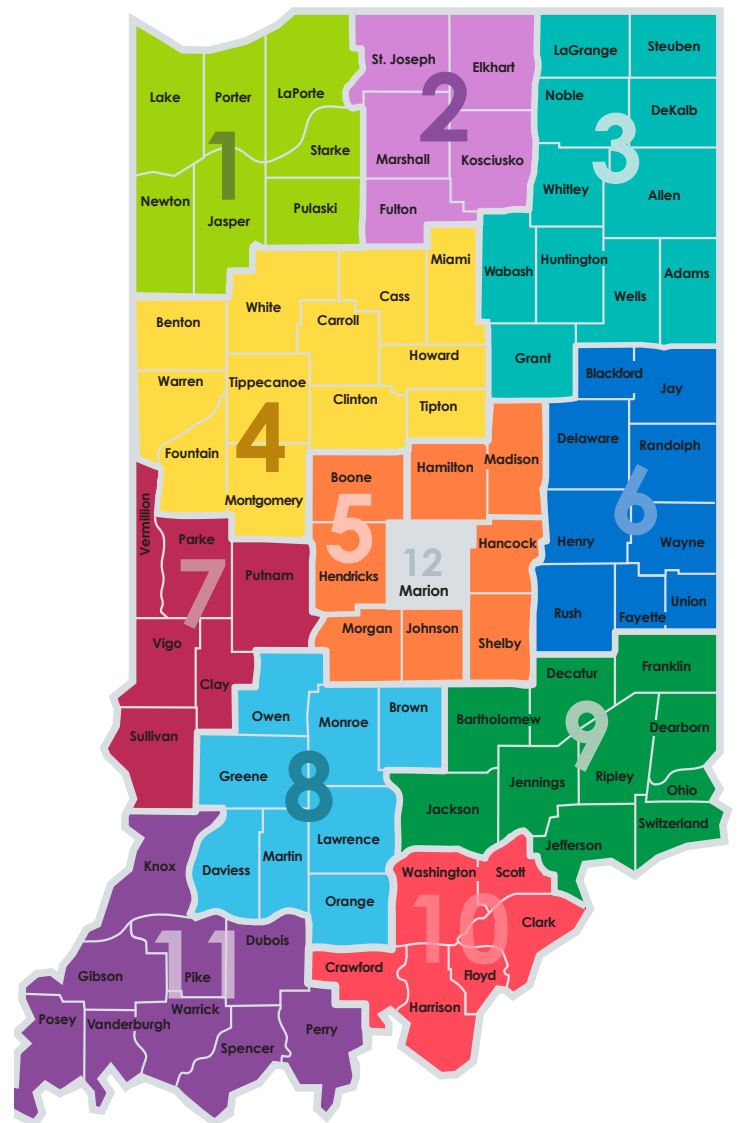 St. Joseph
Elkhart
LaGrange
Steuben
Lake
Porter
LaPorte
2
Noble
DeKalb
1
Starke
3
Marshall
Kosciusko
Newton
Jasper
Pulaski
Fulton
Whitley
Allen
Miami
Wabash
Huntington
Adams
White
Cass
Wells
Benton
Carroll
Howard
Grant
Warren
Tippecanoe
Clinton
Tipton
Blackford
Jay
4
Fountain
Montgomery
Boone
Hamilton
Madison
Delaware
Randolph
6
Vermillion
Parke
5
12
Hancock
Henry
Wayne
7
Putnam
Hendricks
Marion
Rush
Fayette
Union
Vigo
Morgan
Johnson
Shelby
Clay
Decatur
Franklin
Sullivan
Owen
Monroe
Brown
Bartholomew
9
Dearborn
Greene
8
Jennings
Ripley
Ohio
Jackson
Switzerland
Knox
Daviess
Martin
Lawrence
Jefferson
Orange
Washington
Scott
10
Clark
11
Dubois
Gibson
Pike
Crawford
Floyd
Posey
Vanderburgh
Warrick
Harrison
Spencer
Perry